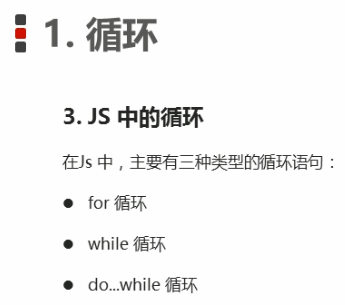 1. 循环
3. JS 中的循环
在Js 中，主要有三种类型的循环语句：
● for 循环
● while 循环
● do...while 循环